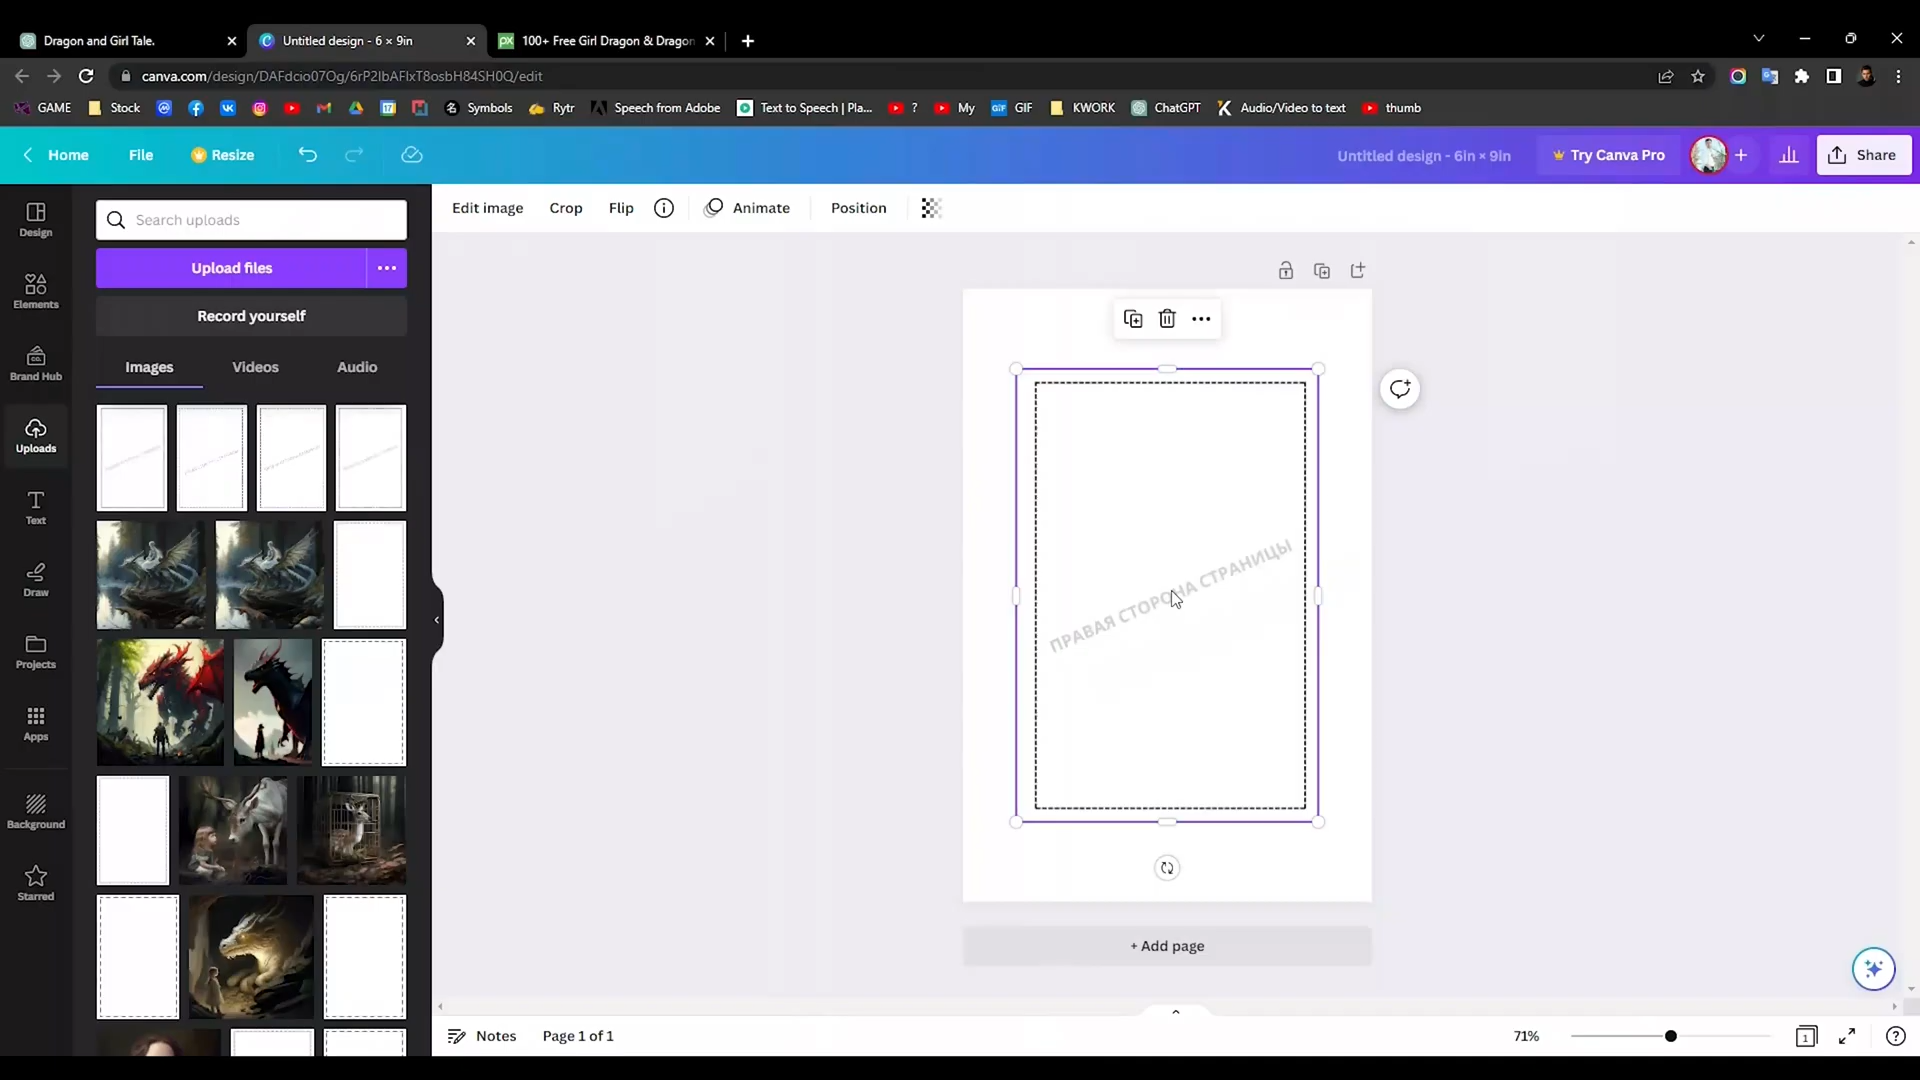 Dragon and Girl Tale.
Untitled design - 6 × 9in
100+ Free Girl Dragon & Dragon
canva.com/design/DAFdcio07Og/6rP2IbAFIxT8osbH84SH0Q/edit
GAME
Stock
Symbols
Rytr
Speech from Adobe
Text to Speech | Pla...
?
My
GIF
KWORK
ChatGPT
Audio/Video to text
thumb
Home
File
Resize
Untitled design - 6in × 9in
Try Canva Pro
Share
Design
Elements
Brand Hub
Uploads
Text
Draw
Projects
Apps
Background
Starred
Search uploads
Upload files
Record yourself
Images
Videos
Audio
Edit image
Crop
Flip
Animate
Position
ПРАВАЯ СТОРОНА СТРАНИЦЫ
+ Add page
Notes
Page 1 of 1
71%
1